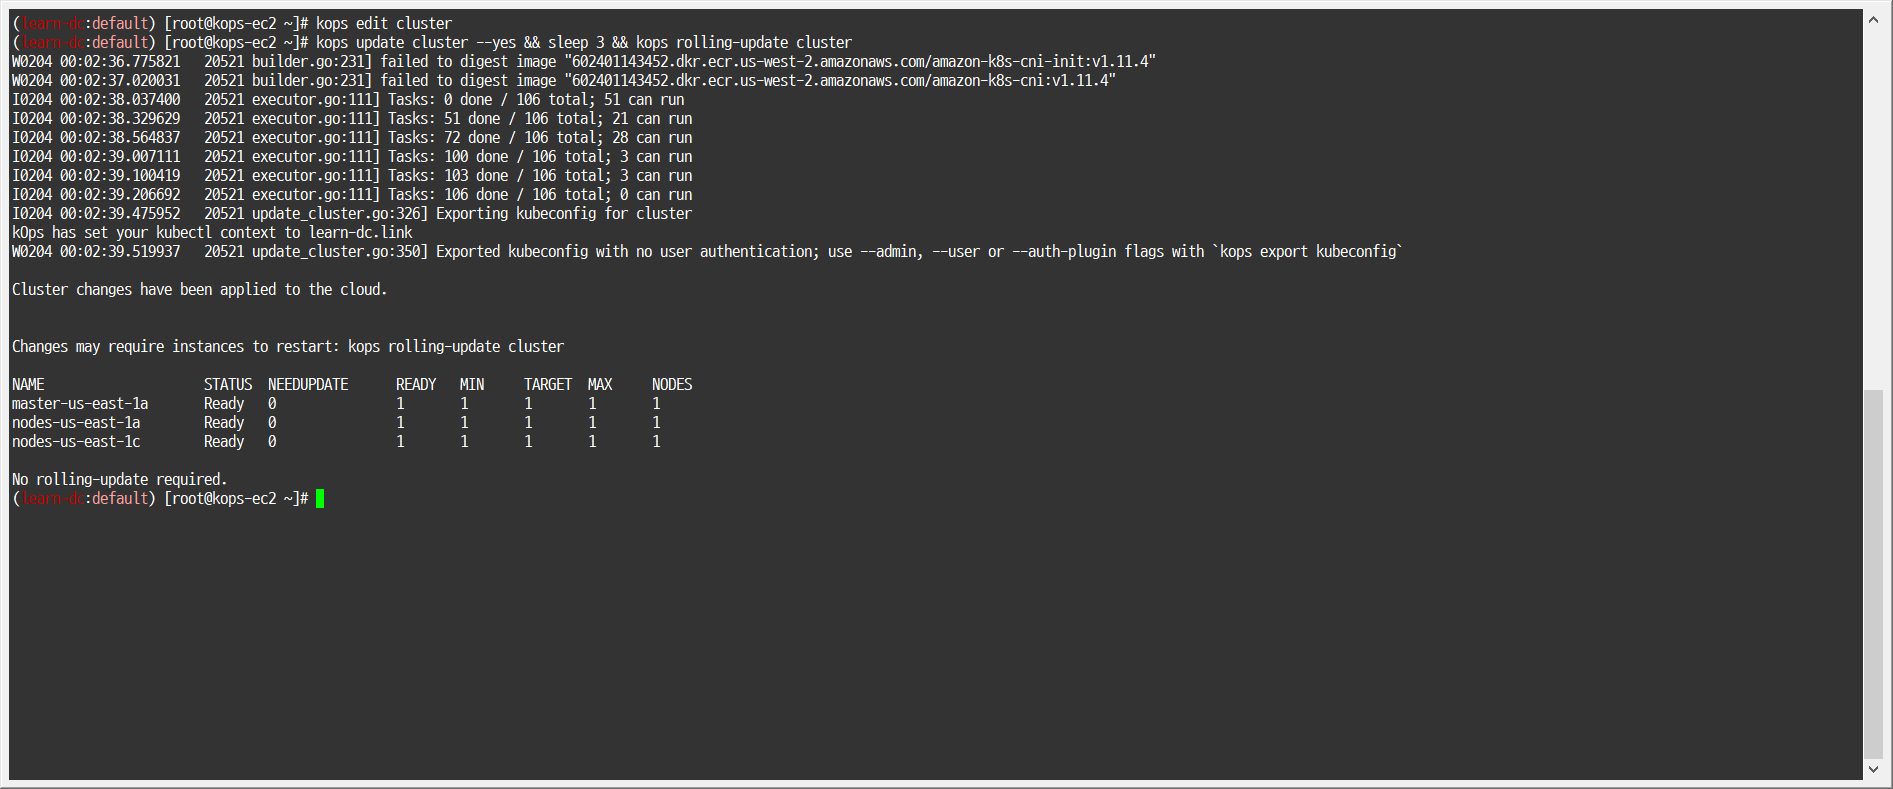 (learn-dc:default) [root@kops-ec2 ~]# kops edit cluster
(learn-dc:default) [root@kops-ec2 ~]# kops update cluster --yes && sleep 3 && kops rolling-update cluster
W0204 00:02:36.775821   20521 builder.go:231] failed to digest image "602401143452.dkr.ecr.us-west-2.amazonaws.com/amazon-k8s-cni-init:v1.11.4"
W0204 00:02:37.020031   20521 builder.go:231] failed to digest image "602401143452.dkr.ecr.us-west-2.amazonaws.com/amazon-k8s-cni:v1.11.4"
I0204 00:02:38.037400   20521 executor.go:111] Tasks: 0 done / 106 total; 51 can run
I0204 00:02:38.329629   20521 executor.go:111] Tasks: 51 done / 106 total; 21 can run
I0204 00:02:38.564837   20521 executor.go:111] Tasks: 72 done / 106 total; 28 can run
I0204 00:02:39.007111   20521 executor.go:111] Tasks: 100 done / 106 total; 3 can run
I0204 00:02:39.100419   20521 executor.go:111] Tasks: 103 done / 106 total; 3 can run
I0204 00:02:39.206692   20521 executor.go:111] Tasks: 106 done / 106 total; 0 can run
I0204 00:02:39.475952   20521 update_cluster.go:326] Exporting kubeconfig for cluster
kOps has set your kubectl context to learn-dc.link
W0204 00:02:39.519937   20521 update_cluster.go:350] Exported kubeconfig with no user authentication; use --admin, --user or --auth-plugin flags with `kops export kubeconfig`
Cluster changes have been applied to the cloud.
Changes may require instances to restart: kops rolling-update cluster
NAME                    STATUS  NEEDUPDATE      READY   MIN     TARGET  MAX     NODES
master-us-east-1a       Ready   0               1       1       1       1       1
nodes-us-east-1a        Ready   0               1       1       1       1       1
nodes-us-east-1c        Ready   0               1       1       1       1       1
No rolling-update required.
(learn-dc:default) [root@kops-ec2 ~]#